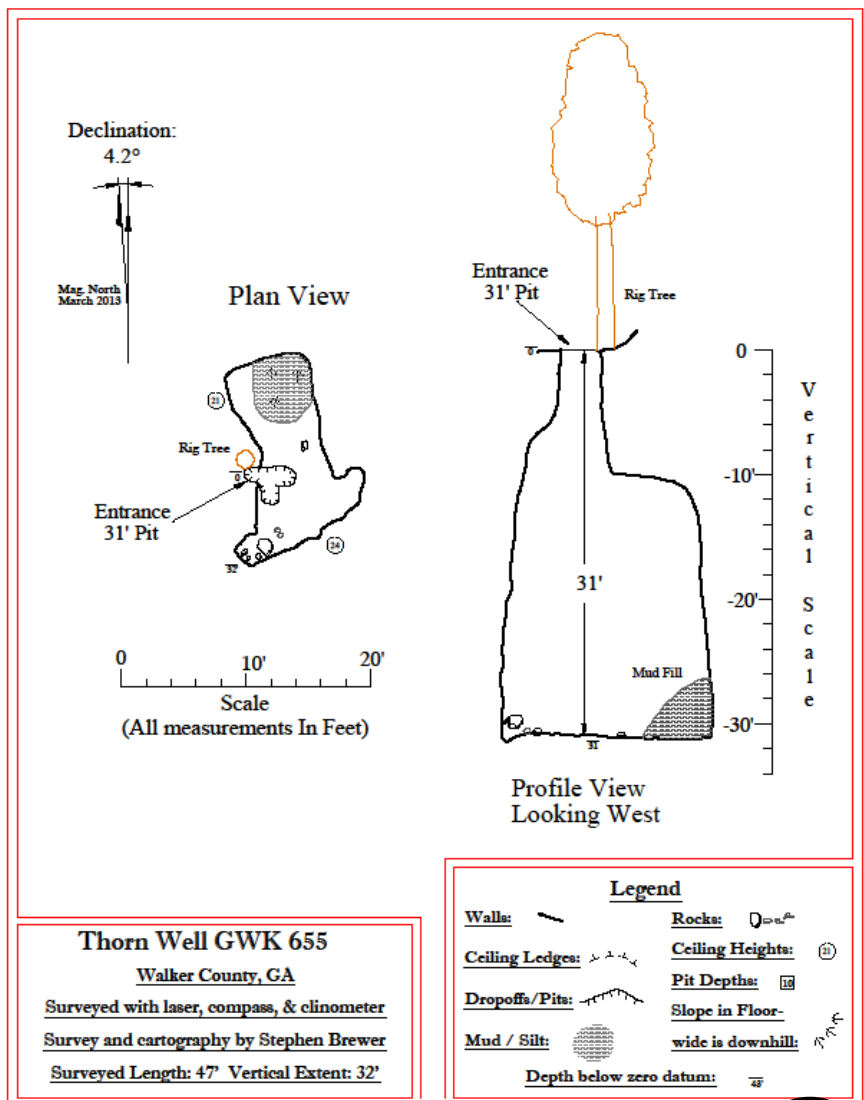 Declination:
4.2°
Mag. North
March 2013
Plan View
21
Rig Tree
0
Entrance
31' Pit
24
32'
0 10' 20'
Scale
(All measurements In Feet)
Entrance
31' Pit
Rig Tree
0
0
-10'
-20'
-30'
Vertical Scale
31'
Mud Fill
31
Profile View
Looking West
Thorn Well GWK 655
Walker County, GA
Surveyed with laser, compass, & clinometer
Survey and cartography by Stephen Brewer
Surveyed Length: 47' Vertical Extent: 32'
Legend
Walls:
Ceiling Ledges:
Dropoffs/Pits:
Mud / Silt:
Rocks:
Ceiling Heights: 21
Pit Depths: 10
Slope in Floor-
wide is downhill:
Depth below zero datum: 43'